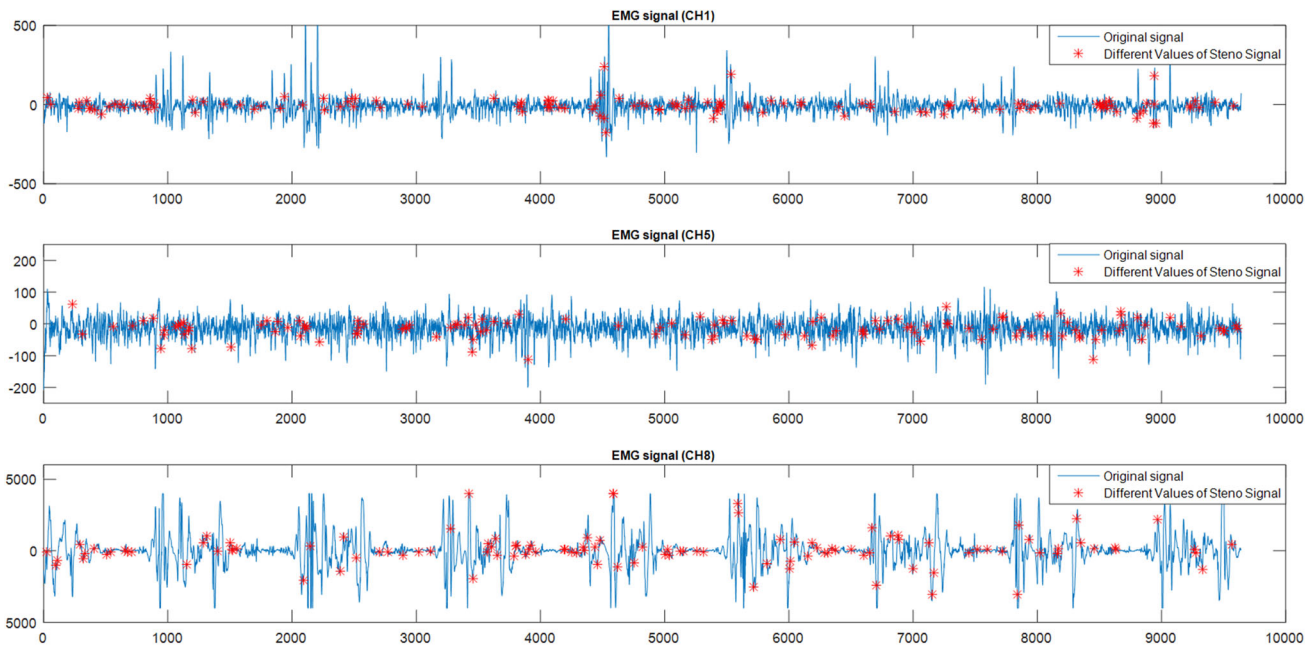 EMG signal (CH1)
500
0
-500
Original signal
Different Values of Steno Signal
0 1000 2000 3000 4000 5000 6000 7000 8000 9000 10000
EMG signal (CH5)
200
100
0
-100
-200
Original signal
Different Values of Steno Signal
0 1000 2000 3000 4000 5000 6000 7000 8000 9000 10000
EMG signal (CH8)
5000
0
5000
Original signal
Different Values of Steno Signal
0 1000 2000 3000 4000 5000 6000 7000 8000 9000 10000